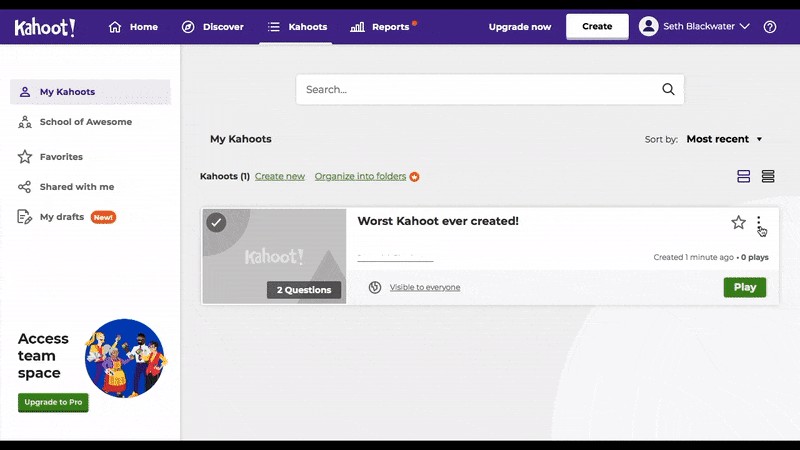 Kahoot!
Home
Discover
Kahoots
Reports
Upgrade now
Create
Seth Blackwater
My Kahoots
School of Awesome
Favorites
Shared with me
My drafts New!
Access
team
space
Upgrade to Pro
Search...
My Kahoots
Sort by: Most recent
Kahoots (1) Create new Organize into folders
Kahoot!
2 Questions
Worst Kahoot ever created!
Created 1 minute ago • 0 plays
Visible to everyone
Play